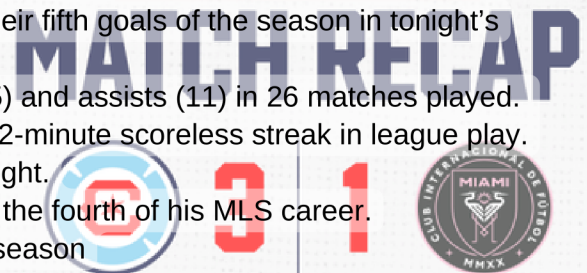 eir fifth goals of the season in tonight’s
MATCH RECAP
) and assists (11) in 26 matches played.
2-minute scoreless streak in league play.
ght.
the fourth of his MLS career.
season
C
3 1
CLUB INTERNACIONAL DE FÚTBOL
MIAMI
MMXX